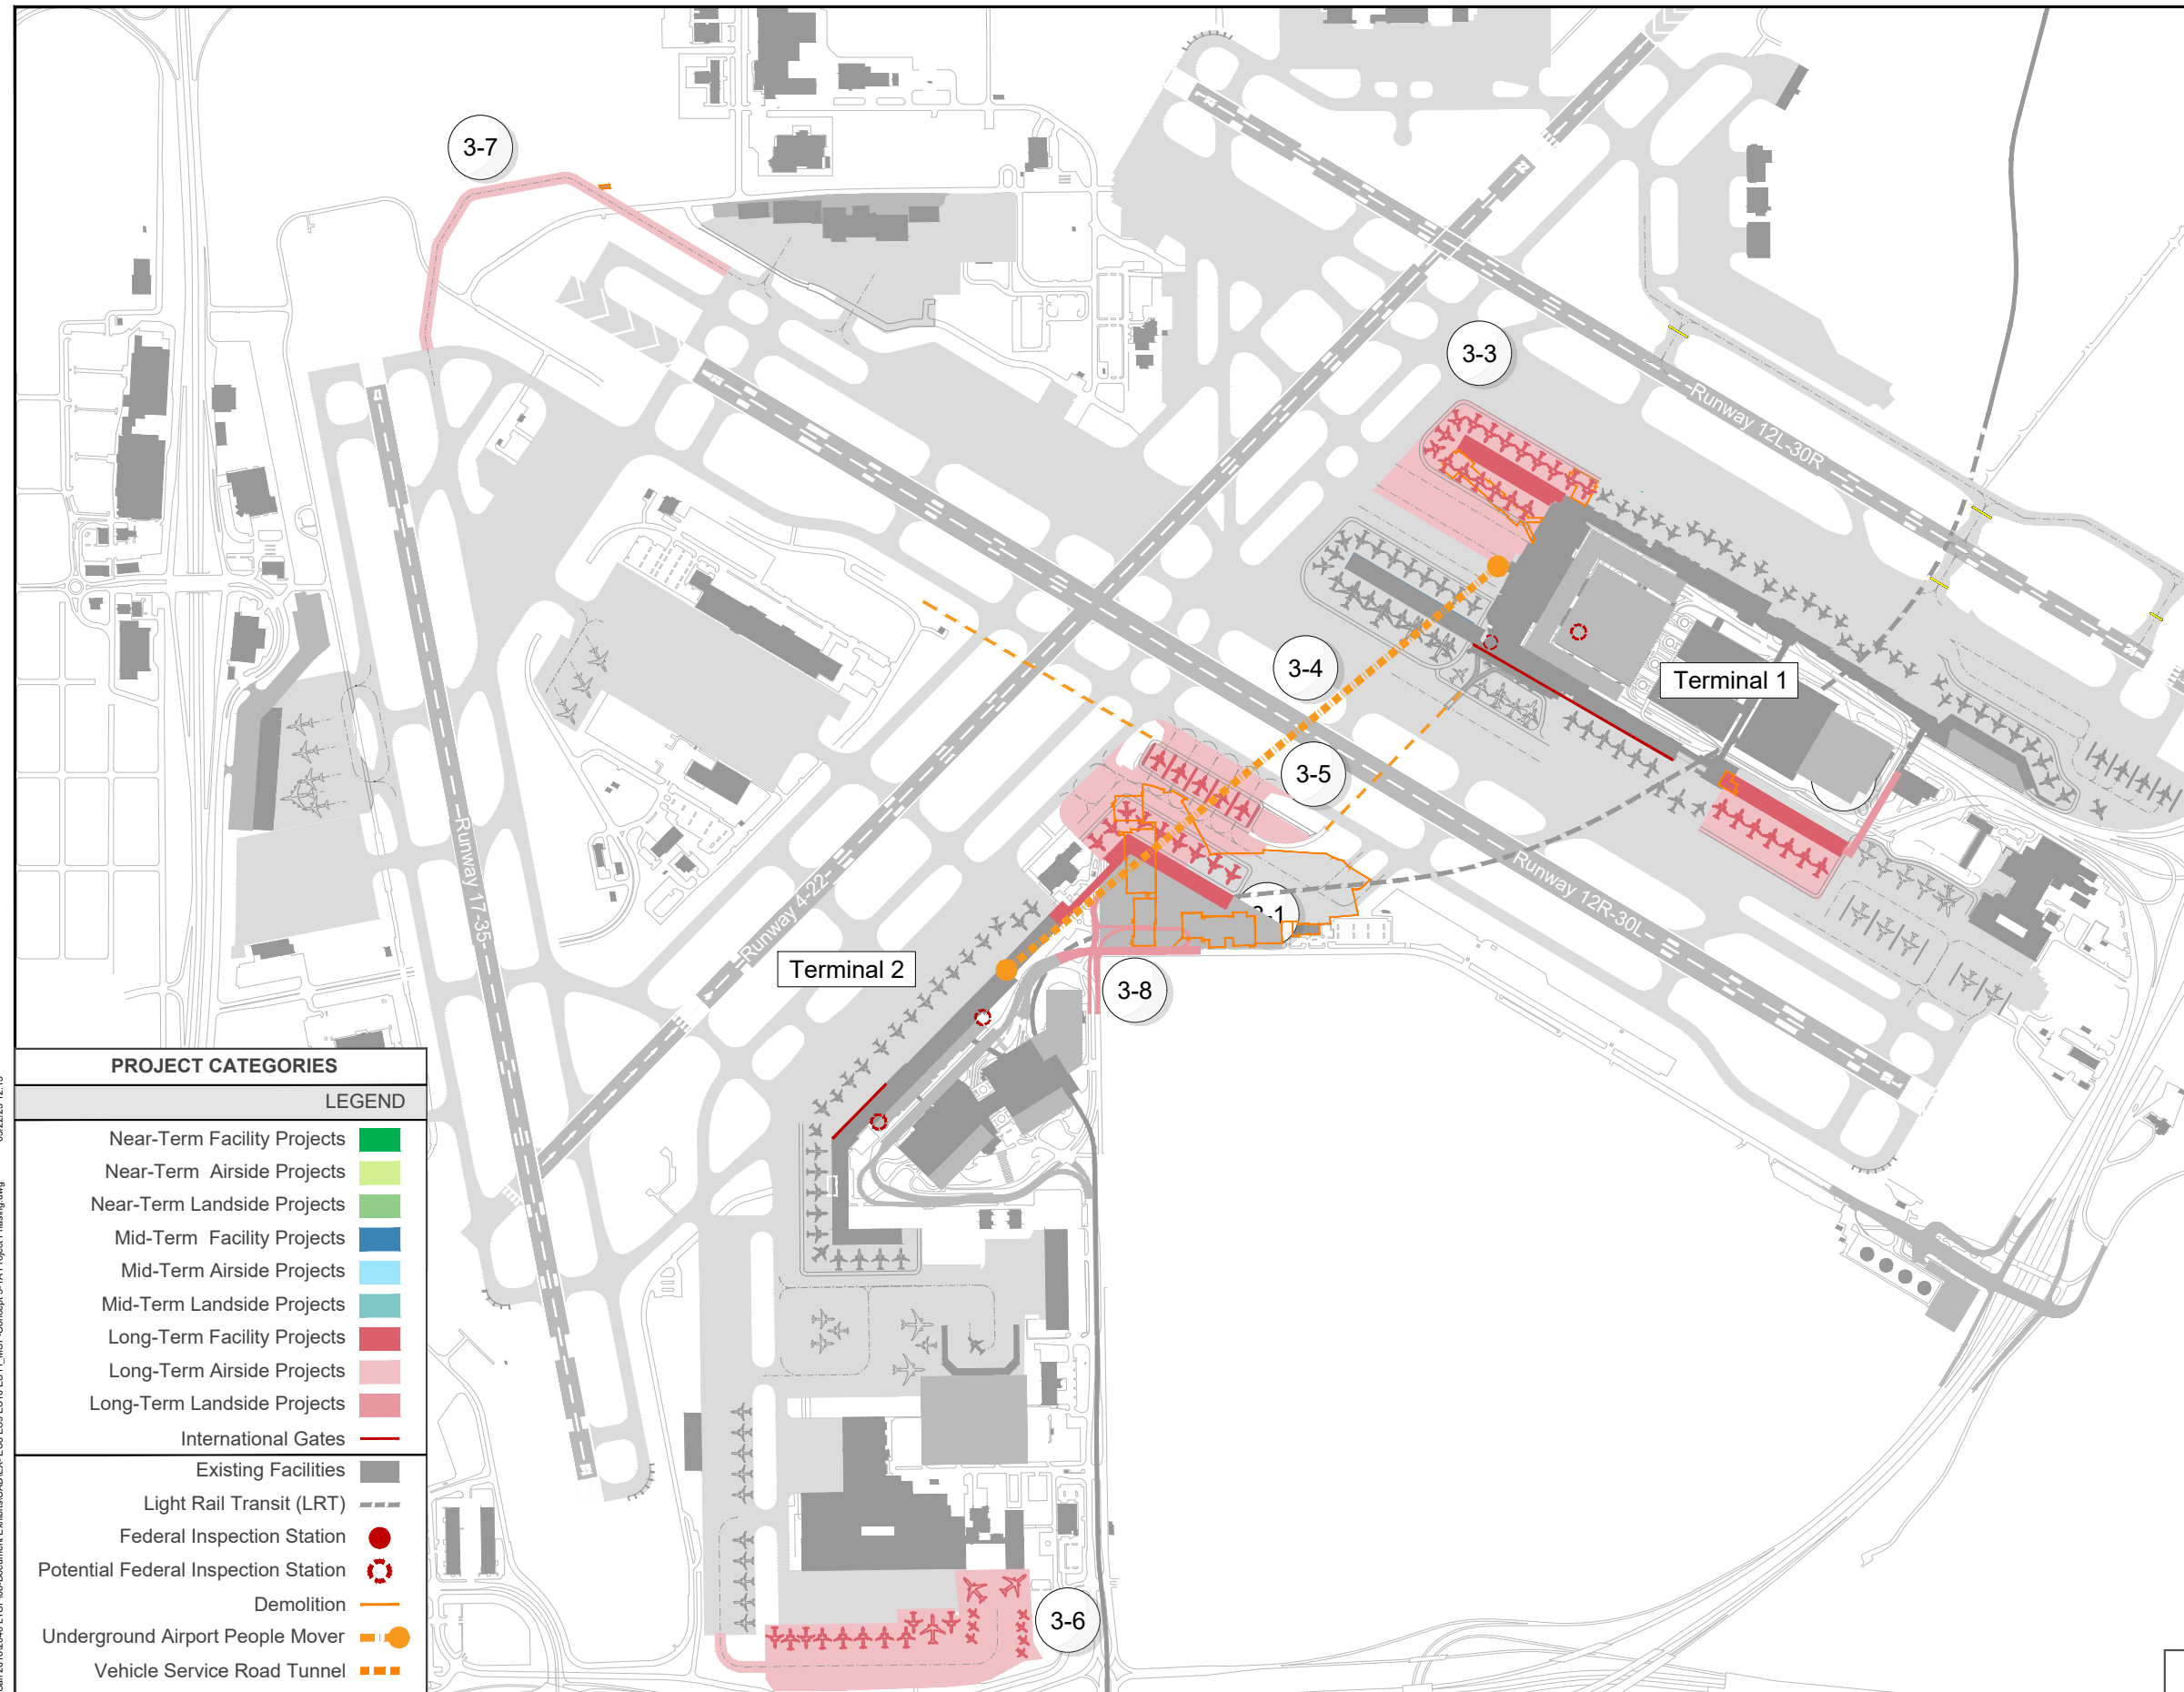 3-7
3-3
Runway 12L-30R
3-4
Terminal 1
3-5
Runway 17-35
Runway 4-22
Runway 12R-30L
Terminal 2
3-8
PROJECT CATEGORIES
LEGEND
Near-Term Facility Projects
Near-Term Airside Projects
Near-Term Landside Projects
Mid-Term Facility Projects
Mid-Term Airside Projects
Mid-Term Landside Projects
Long-Term Facility Projects
Long-Term Airside Projects
Long-Term Landside Projects
International Gates
Existing Facilities
Light Rail Transit (LRT)
Federal Inspection Station
Potential Federal Inspection Station
Demolition
Underground Airport People Mover
Vehicle Service Road Tunnel
3-6